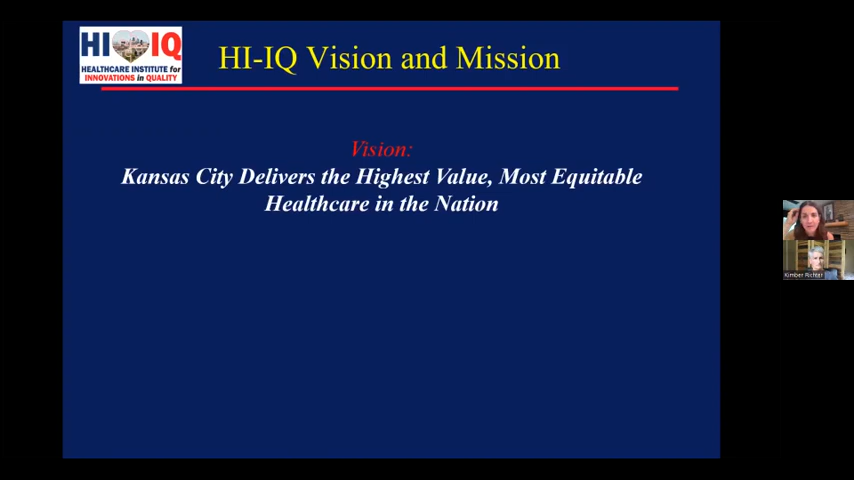 HI IQ
HEALTHCARE INSTITUTE for
INNOVATIONS in QUALITY
HI-IQ Vision and Mission
Vision:
Kansas City Delivers the Highest Value, Most Equitable
Healthcare in the Nation
Kimber Richter